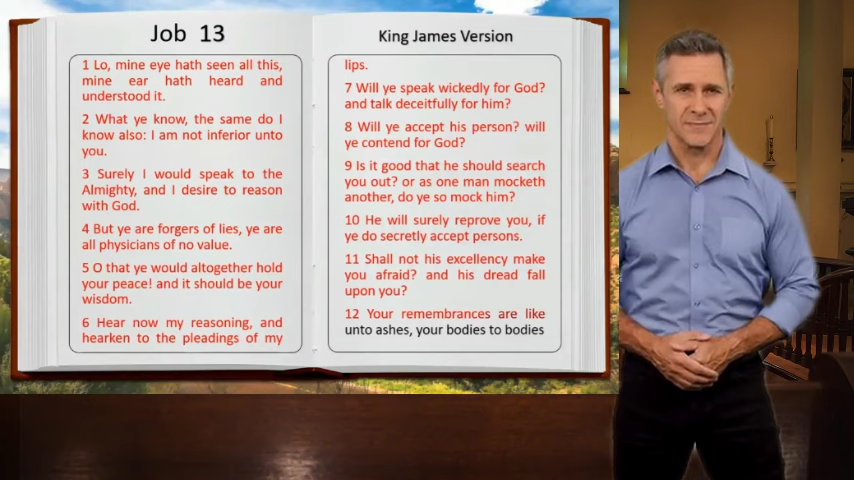 Job 13
1 Lo, mine eye hath seen all this,
mine ear hath heard and
understood it.
2 What ye know, the same do I
know also: I am not inferior unto
you.
3 Surely I would speak to the
Almighty, and I desire to reason
with God.
4 But ye are forgers of lies, ye are
all physicians of no value.
5 O that ye would altogether hold
your peace! and it should be your
wisdom.
6 Hear now my reasoning, and
hearken to the pleadings of my
King James Version
lips.
7 Will ye speak wickedly for God?
and talk deceitfully for him?
8 Will ye accept his person? will
ye contend for God?
9 Is it good that he should search
you out? or as one man mocketh
another, do ye so mock him?
10 He will surely reprove you, if
ye do secretly accept persons.
11 Shall not his excellency make
you afraid? and his dread fall
upon you?
12 Your remembrances are like
unto ashes, your bodies to bodies